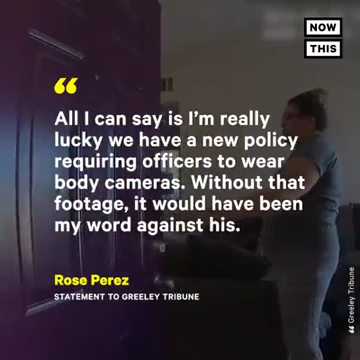 NOW
THIS
“
All I can say is I’m really
lucky we have a new policy
requiring officers to wear
body cameras. Without that
footage, it would have been
my word against his.
Rose Perez
STATEMENT TO GREELEY TRIBUNE
“ Greeley Tribune